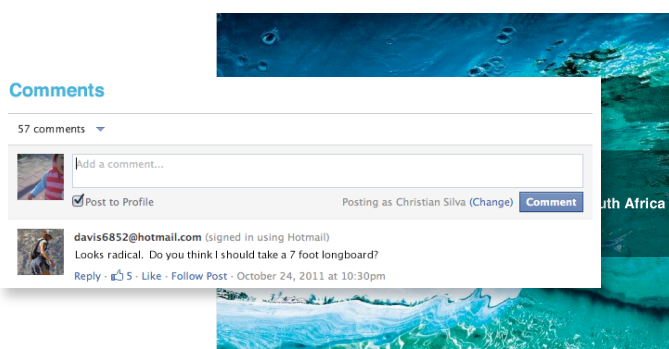 Comments
57 comments
Add a comment...
Post to Profile
Posting as Christian Silva (Change) Comment
uth Africa
davis6852@hotmail.com (signed in using Hotmail)
Looks radical. Do you think I should take a 7 foot longboard?
Reply · 5 · Like · Follow Post · October 24, 2011 at 10:30pm